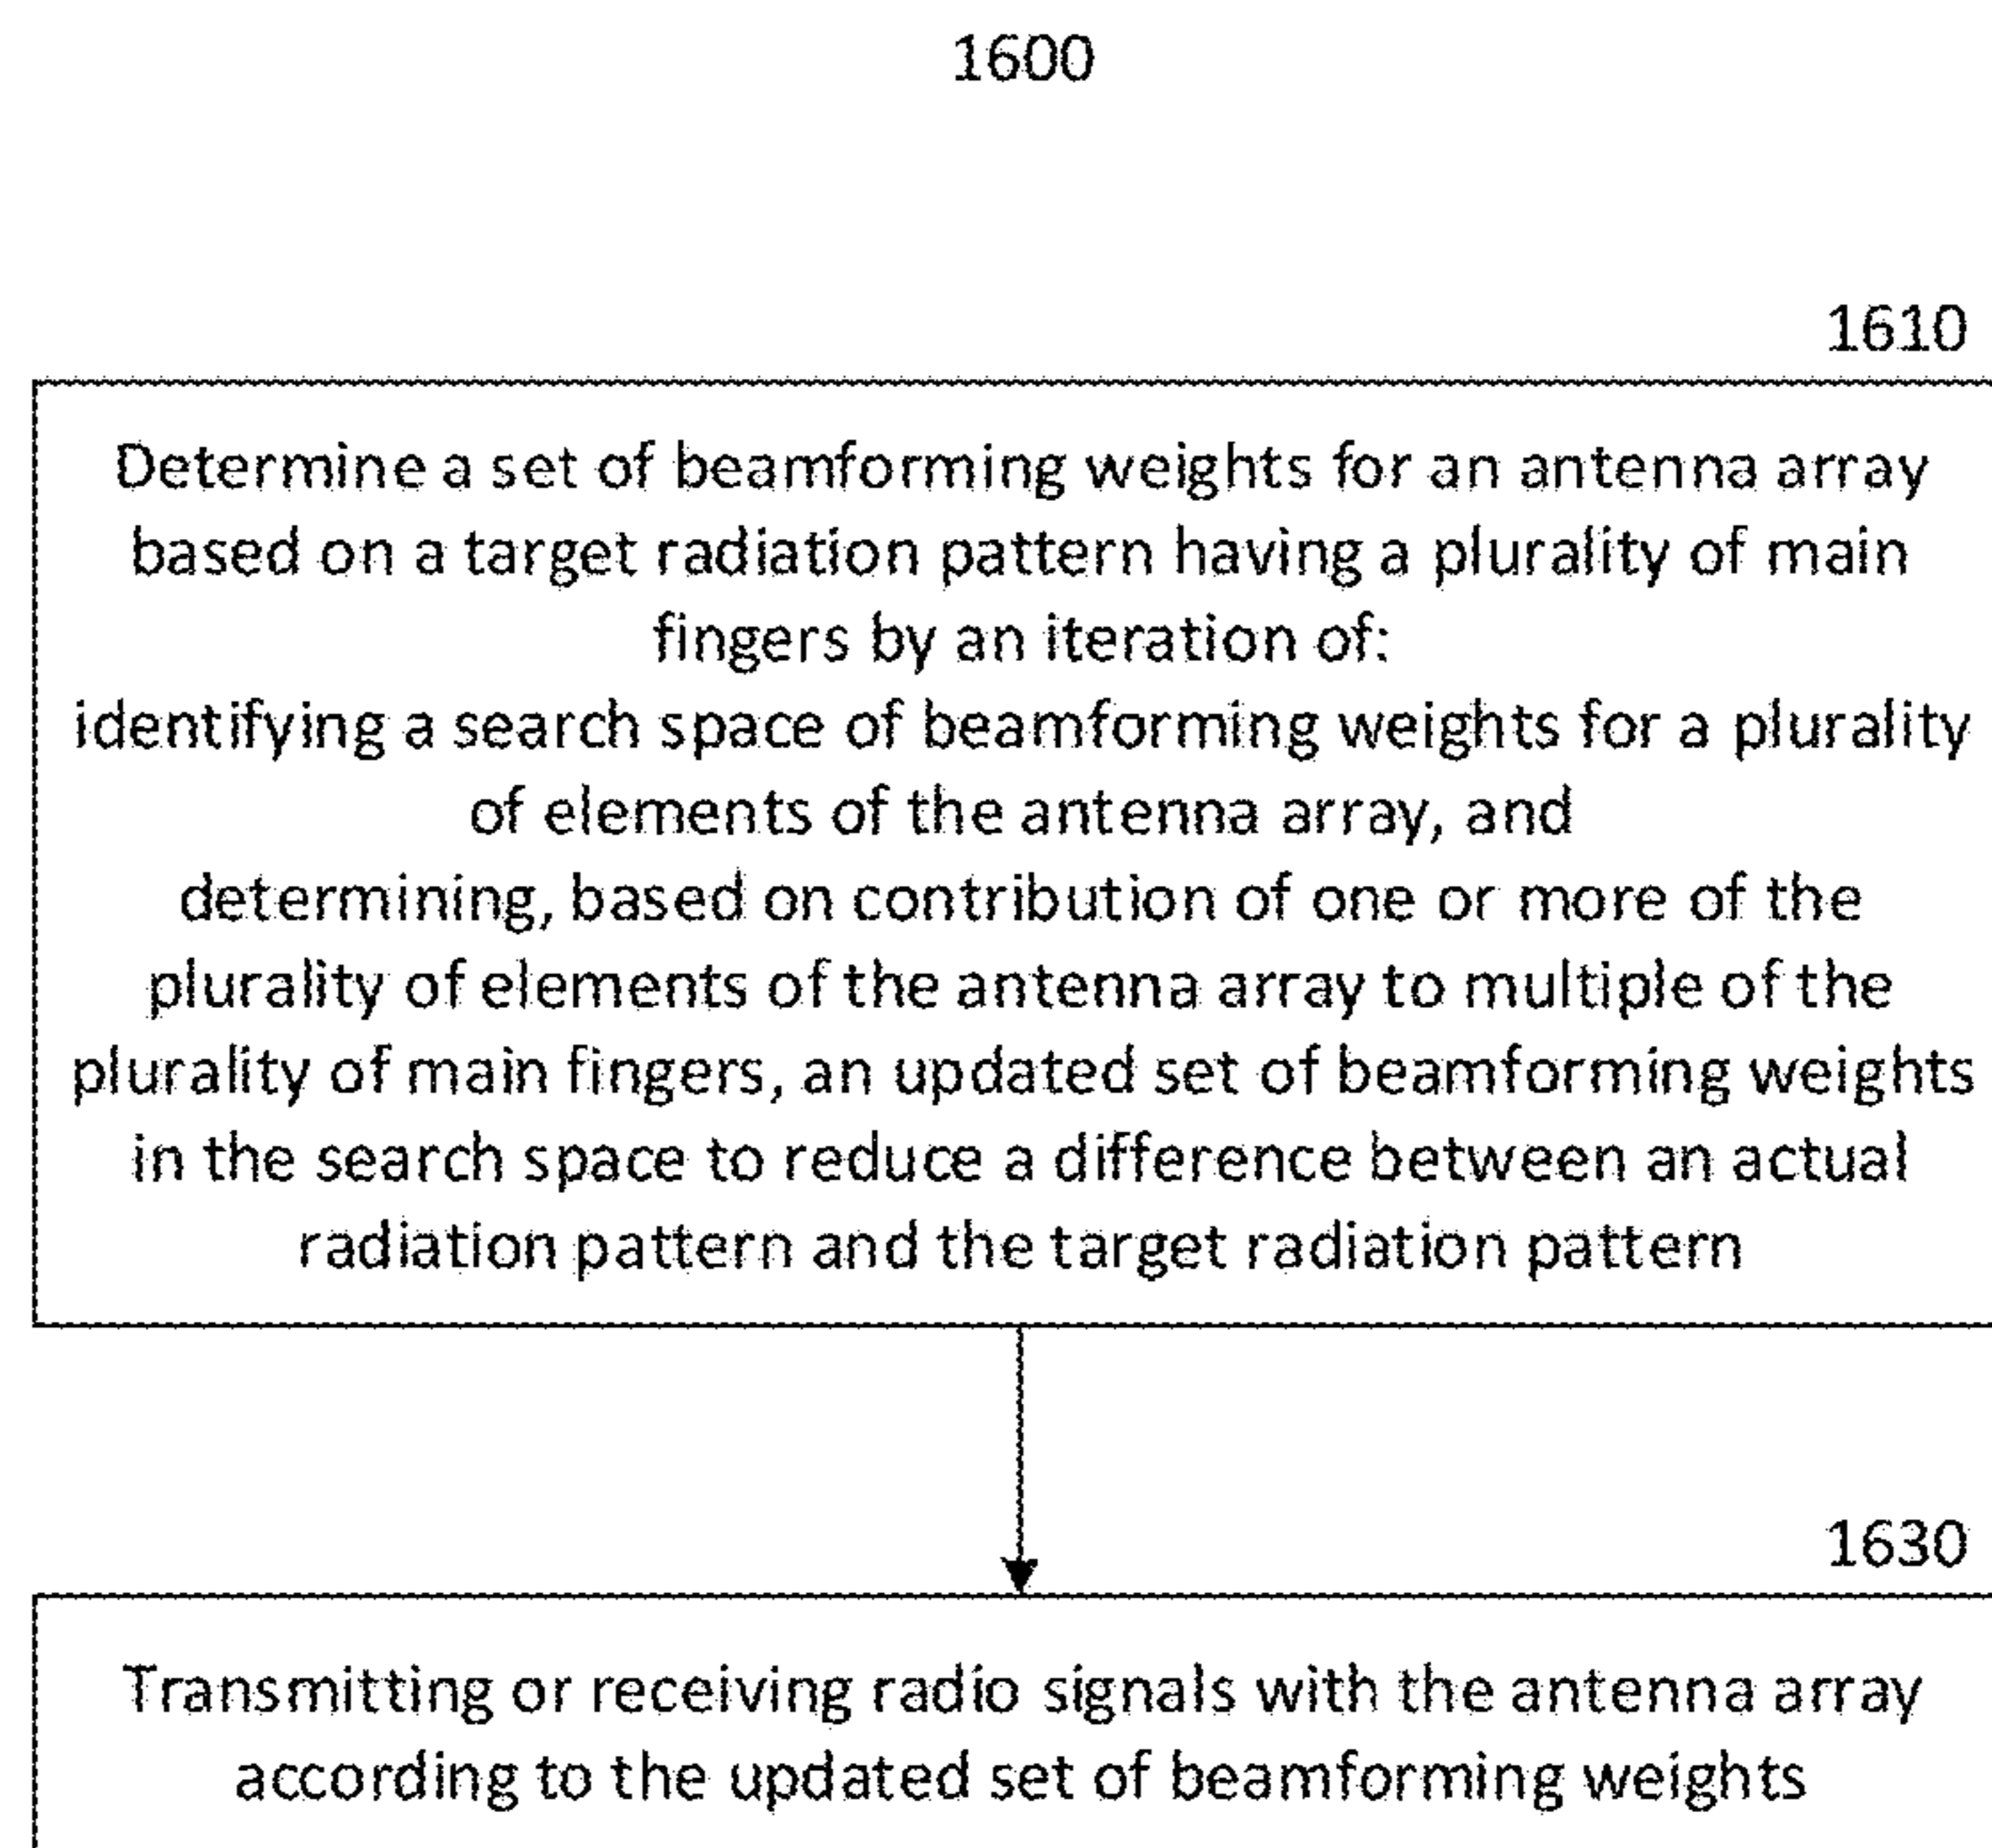 1600
1610
Determine a set of beamforming weights for an antenna array
based on a target radiation pattern having a plurality of main
fingers by an iteration of:
identifying a search space of beamforming weights for a plurality
of elements of the antenna array, and
determining, based on contribution of one or more of the
plurality of elements of the antenna array to multiple of the
plurality of main fingers, an updated set of beamforming weights
in the search space to reduce a difference between an actual
radiation pattern and the target radiation pattern
1630
Transmitting or receiving radio signals with the antenna array
according to the updated set of beamforming weights